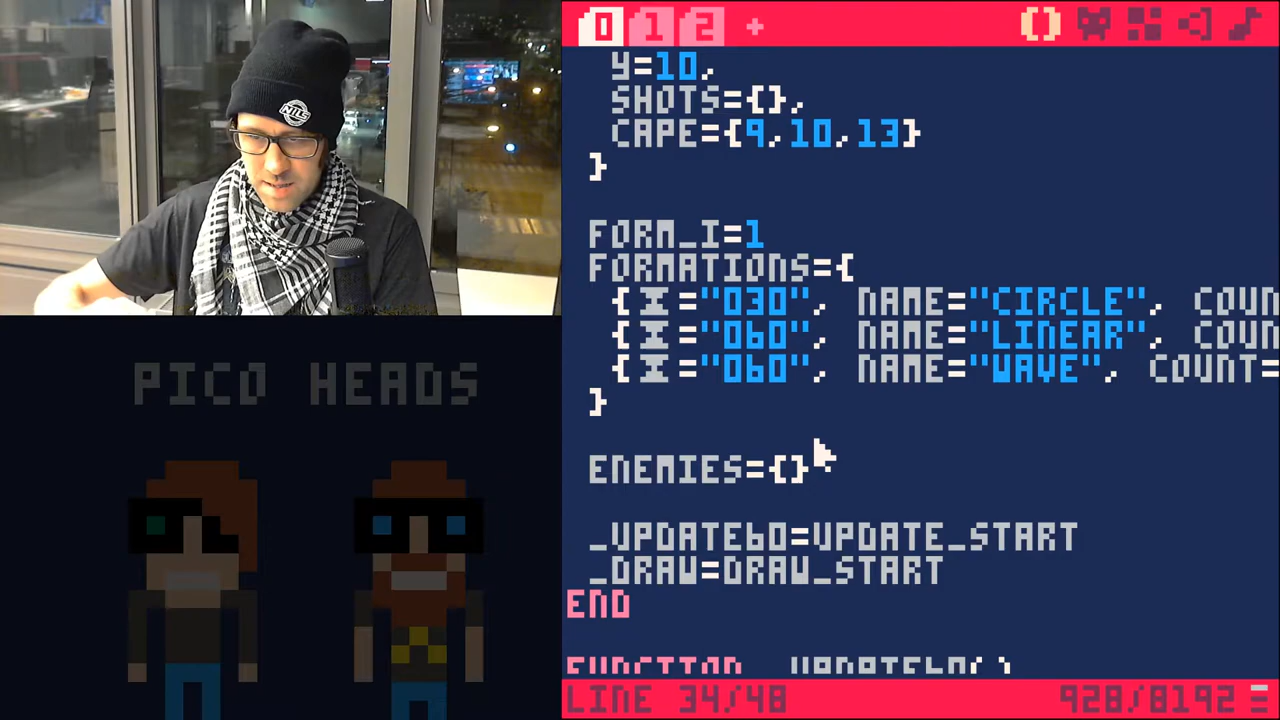 NILS
PICO HEADS
0 1 2 +
Y=10,
SHOTS={},
CAPE={9,10,13}
}
FORM_I=1
FORMATIONS={
{⧗="030", NAME="CIRCLE", COUN
{⧗="060", NAME="LINEAR", COUN
{⧗="060", NAME="WAVE", COUNT=
}
ENEMIES={}
_UPDATE60=UPDATE_START
_DRAW=DRAW_START
END
FUNCTION
LINE 34/48
928/8192